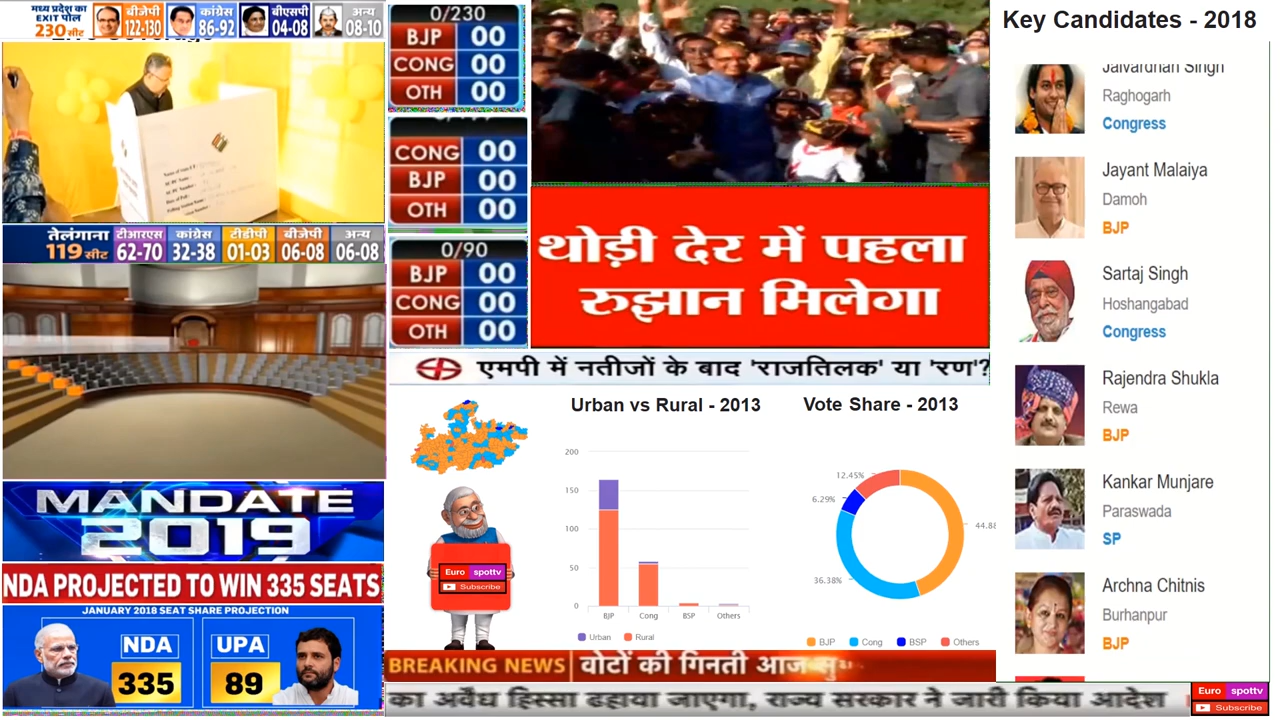 मध्य प्रदेश का
EXIT पोल
230 सीट
बीजेपी
122-130
कांग्रेस
86-92
बीएसपी
04-08
अन्य
08-10
तेलंगाना
119 सीट
टीआरएस
62-70
कांग्रेस
32-38
टीडीपी
01-03
बीजेपी
06-08
अन्य
06-08
MANDATE
2019
NDA PROJECTED TO WIN 335 SEATS
JANUARY 2018 SEAT SHARE PROJECTION
NDA
335
UPA
89
0/230
BJP 00
CONG 00
OTH 00
CONG 00
BJP 00
OTH 00
0/90
BJP 00
CONG 00
OTH 00
थोड़ी देर में पहला
रुझान मिलेगा
एमपी में नतीजों के बाद 'राजतिलक' या 'रण'?
Euro spottv
Subscribe
Urban vs Rural - 2013
200
150
100
50
0
BJP Cong BSP Others
Urban Rural
Vote Share - 2013
12.45%
6.29%
44.88
36.38%
BJP Cong BSP Others
BREAKING NEWS वोटों की गिनती आज
का अवैध हिस्सा ढहाया जाएगा, राज्य सरकार ने जारी किया आदेश
Key Candidates - 2018
Jaivardhan Singh
Raghogarh
Congress
Jayant Malaiya
Damoh
BJP
Sartaj Singh
Hoshangabad
Congress
Rajendra Shukla
Rewa
BJP
Kankar Munjare
Paraswada
SP
Archna Chitnis
Burhanpur
BJP
Euro spottv
Subscribe